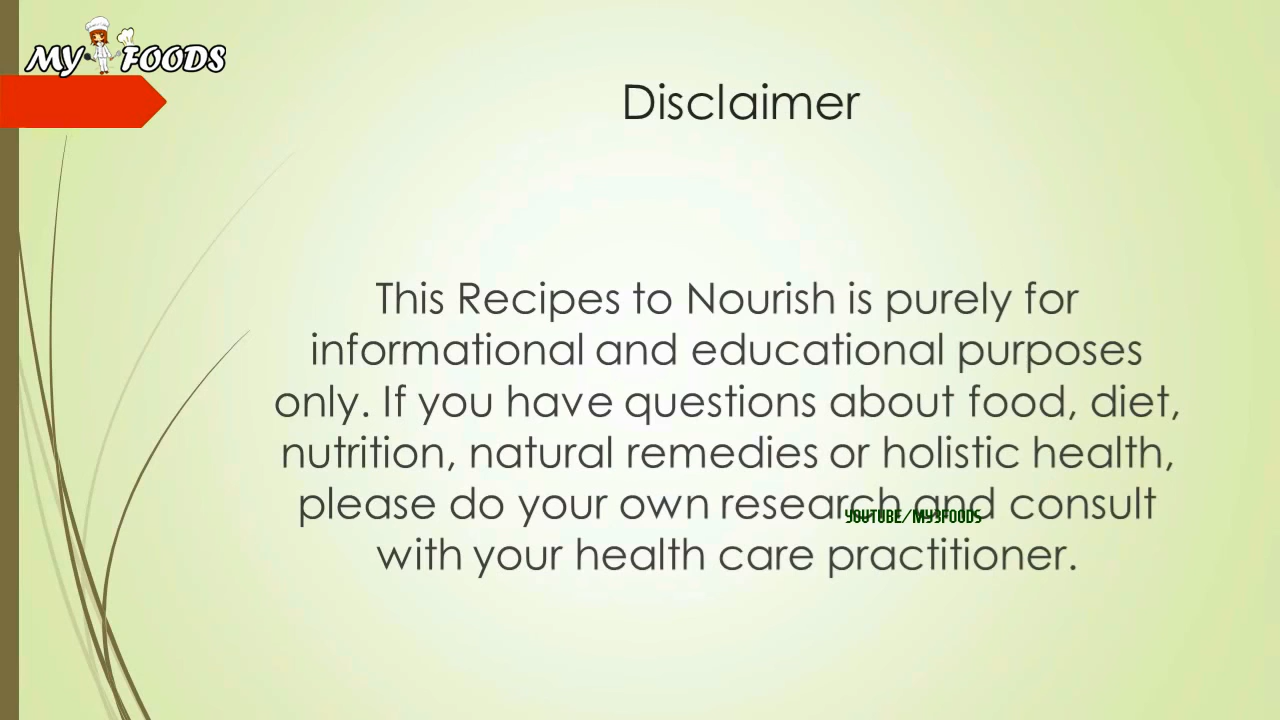 MY FOODS
Disclaimer
This Recipes to Nourish is purely for
informational and educational purposes
only. If you have questions about food, diet,
nutrition, natural remedies or holistic health,
please do your own research and consult
YOUTUBE/MY3FOODS
with your health care practitioner.